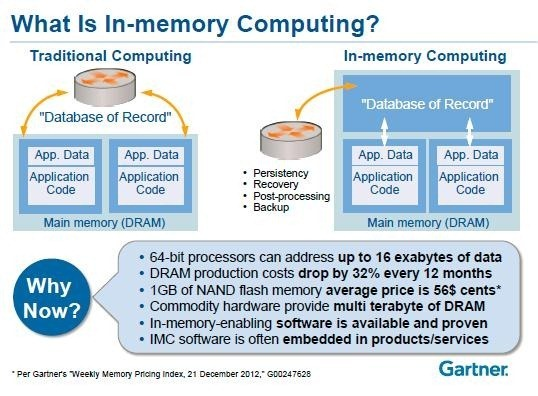 What Is In-memory Computing?
Traditional Computing
"Database of Record"
App. Data
Application
Code
App. Data
Application
Code
Main memory (DRAM)
In-memory Computing
"Database of Record"
• Persistency
• Recovery
• Post-processing
• Backup
App. Data
Application
Code
App. Data
Application
Code
Main memory (DRAM)
Why
Now?
• 64-bit processors can address up to 16 exabytes of data
• DRAM production costs drop by 32% every 12 months
• 1GB of NAND flash memory average price is 56$ cents*
• Commodity hardware provide multi terabyte of DRAM
• In-memory-enabling software is available and proven
• IMC software is often embedded in products/services
* Per Gartner's "Weekly Memory Pricing Index, 21 December 2012," G00247628
Gartner.